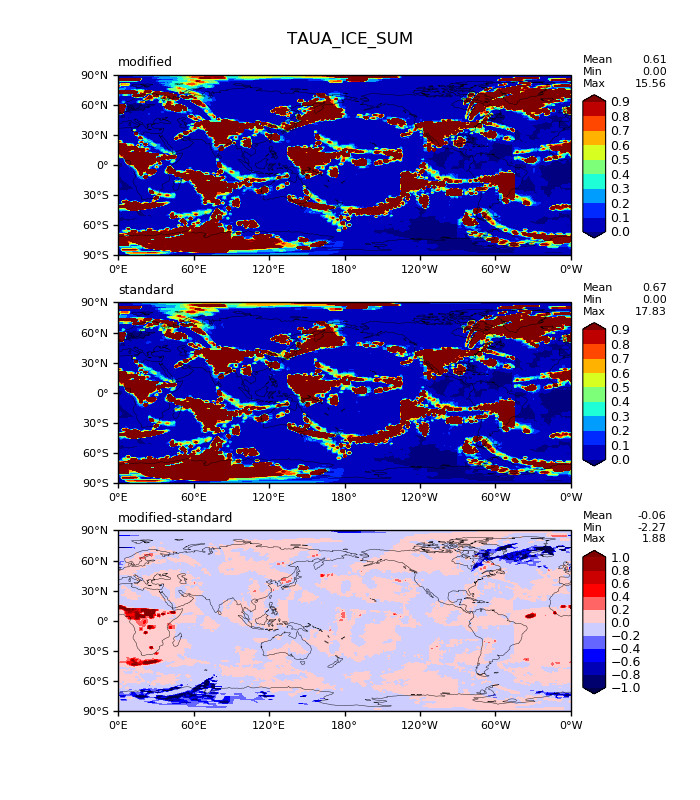 TAUA_ICE_SUM
modified
Mean 0.61
Min 0.00
Max 15.56
90°N
60°N
30°N
0°
30°S
60°S
90°S
0°E 60°E 120°E 180° 120°W 60°W 0°W
0.9
0.8
0.7
0.6
0.5
0.4
0.3
0.2
0.1
0.0
standard
Mean 0.67
Min 0.00
Max 17.83
90°N
60°N
30°N
0°
30°S
60°S
90°S
0°E 60°E 120°E 180° 120°W 60°W 0°W
0.9
0.8
0.7
0.6
0.5
0.4
0.3
0.2
0.1
0.0
modified-standard
Mean -0.06
Min -2.27
Max 1.88
90°N
60°N
30°N
0°
30°S
60°S
90°S
0°E 60°E 120°E 180° 120°W 60°W 0°W
1.0
0.8
0.6
0.4
0.2
0.0
−0.2
−0.4
−0.6
−0.8
−1.0